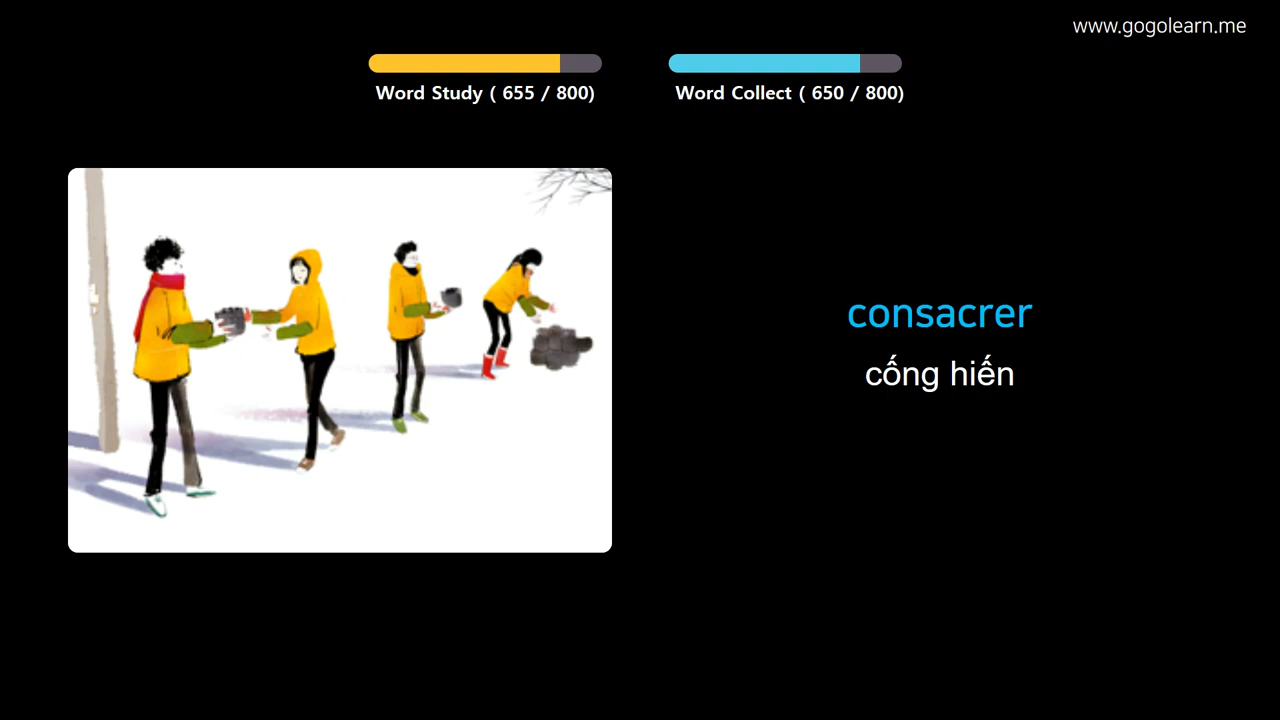 www.gogolearn.me
Word Study ( 655 / 800)
Word Collect ( 650 / 800)
consacrer
cống hiến